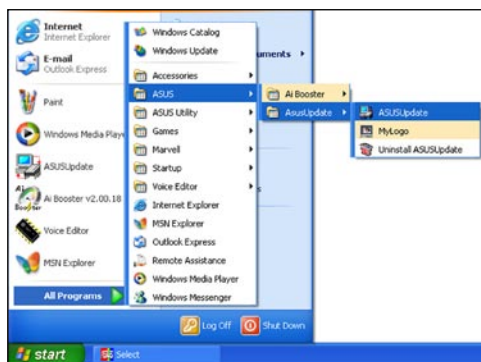 Internet
Internet Explorer
E-mail
Outlook Express
Paint
Windows Media Play
ASUSUpdate
Ai Booster v2.00.18
Voice Editor
MSN Explorer
All Programs
Windows Catalog
Windows Update
Accessories
ASUS
ASUS Utility
Games
Marvell
Startup
Voice Editor
Internet Explorer
MSN Explorer
Outlook Express
Remote Assistance
Windows Media Player
Windows Messenger
uments
s
Ai Booster
AsusUpdate
ASUSUpdate
MyLogo
Uninstall ASUSUpdate
Log Off
Shut Down
start
Select